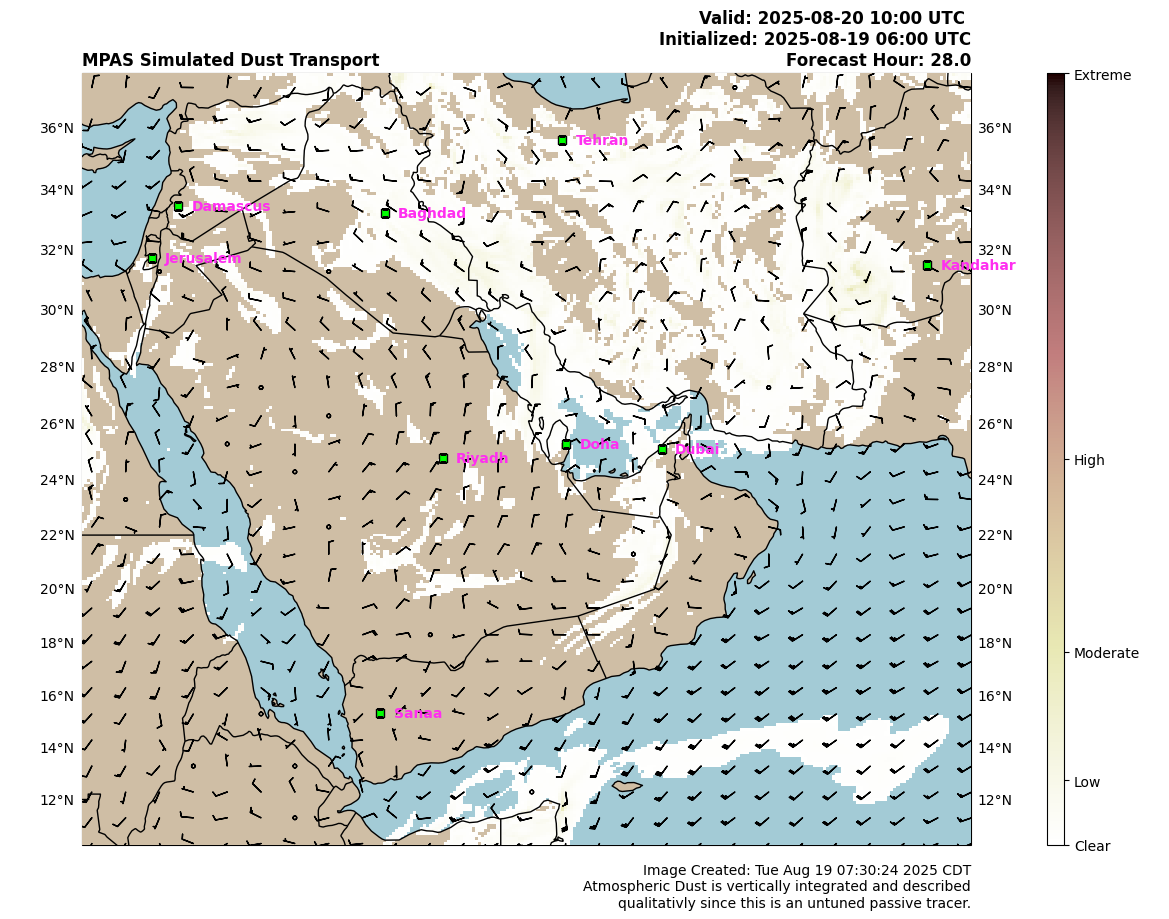 Valid: 2025-08-20 10:00 UTC
Initialized: 2025-08-19 06:00 UTC
MPAS Simulated Dust Transport Forecast Hour: 28.0
Extreme
36°N 36°N
Tehran
34°N 34°N
Damascus
Baghdad
32°N 32°N
Jerusalem
Kandahar
30°N 30°N
28°N 28°N
26°N 26°N
Doha
Dubai
Riyadh
High
24°N 24°N
22°N 22°N
20°N 20°N
18°N 18°N
Moderate
16°N 16°N
Sanaa
14°N 14°N
Low
12°N 12°N
Clear
Image Created: Tue Aug 19 07:30:24 2025 CDT
Atmospheric Dust is vertically integrated and described
qualitativly since this is an untuned passive tracer.